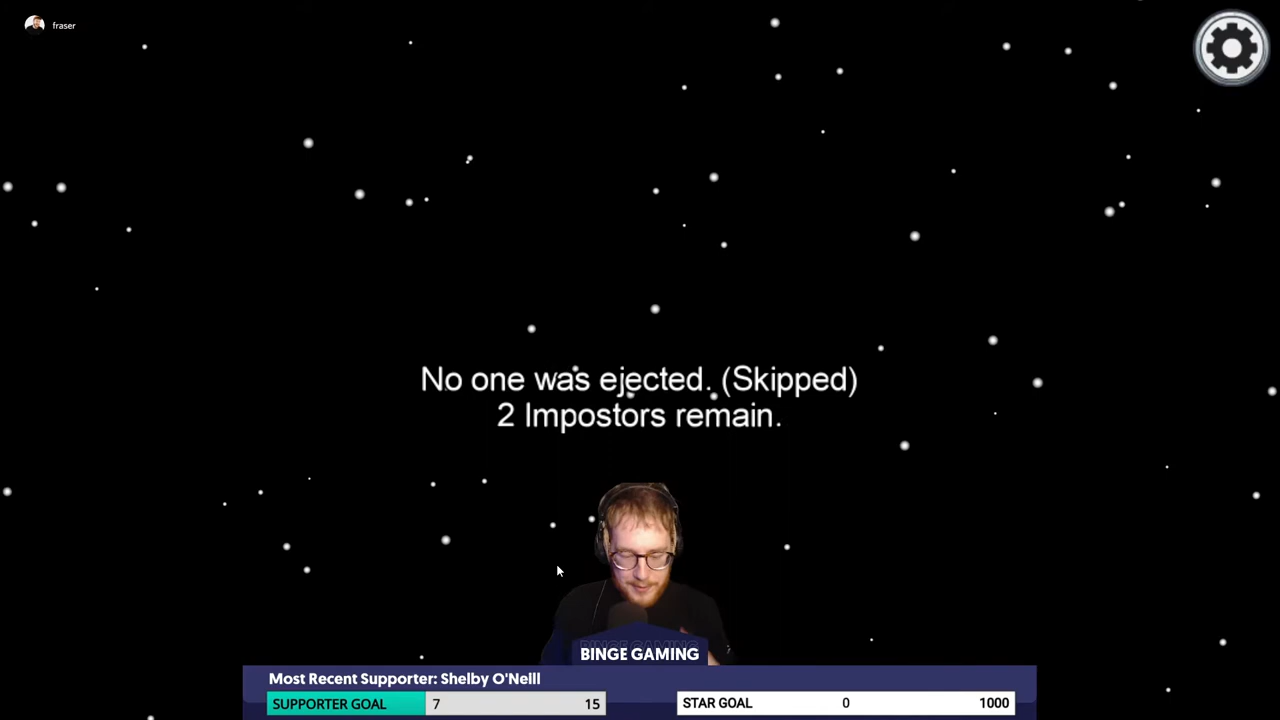 fraser
No one was ejected. (Skipped)
2 Impostors remain.
BINGE GAMING
Most Recent Supporter: Shelby O'Neill
SUPPORTER GOAL 7 15
STAR GOAL 0 1000